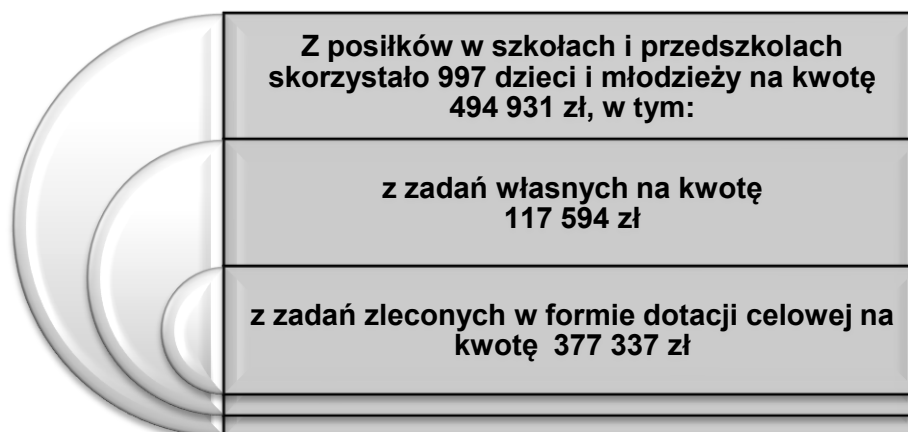 Z posiłków w szkołach i przedszkolach
skorzystało 997 dzieci i młodzieży na kwotę
494 931 zł, w tym:
z zadań własnych na kwotę
117 594 zł
z zadań zleconych w formie dotacji celowej na
kwotę 377 337 zł